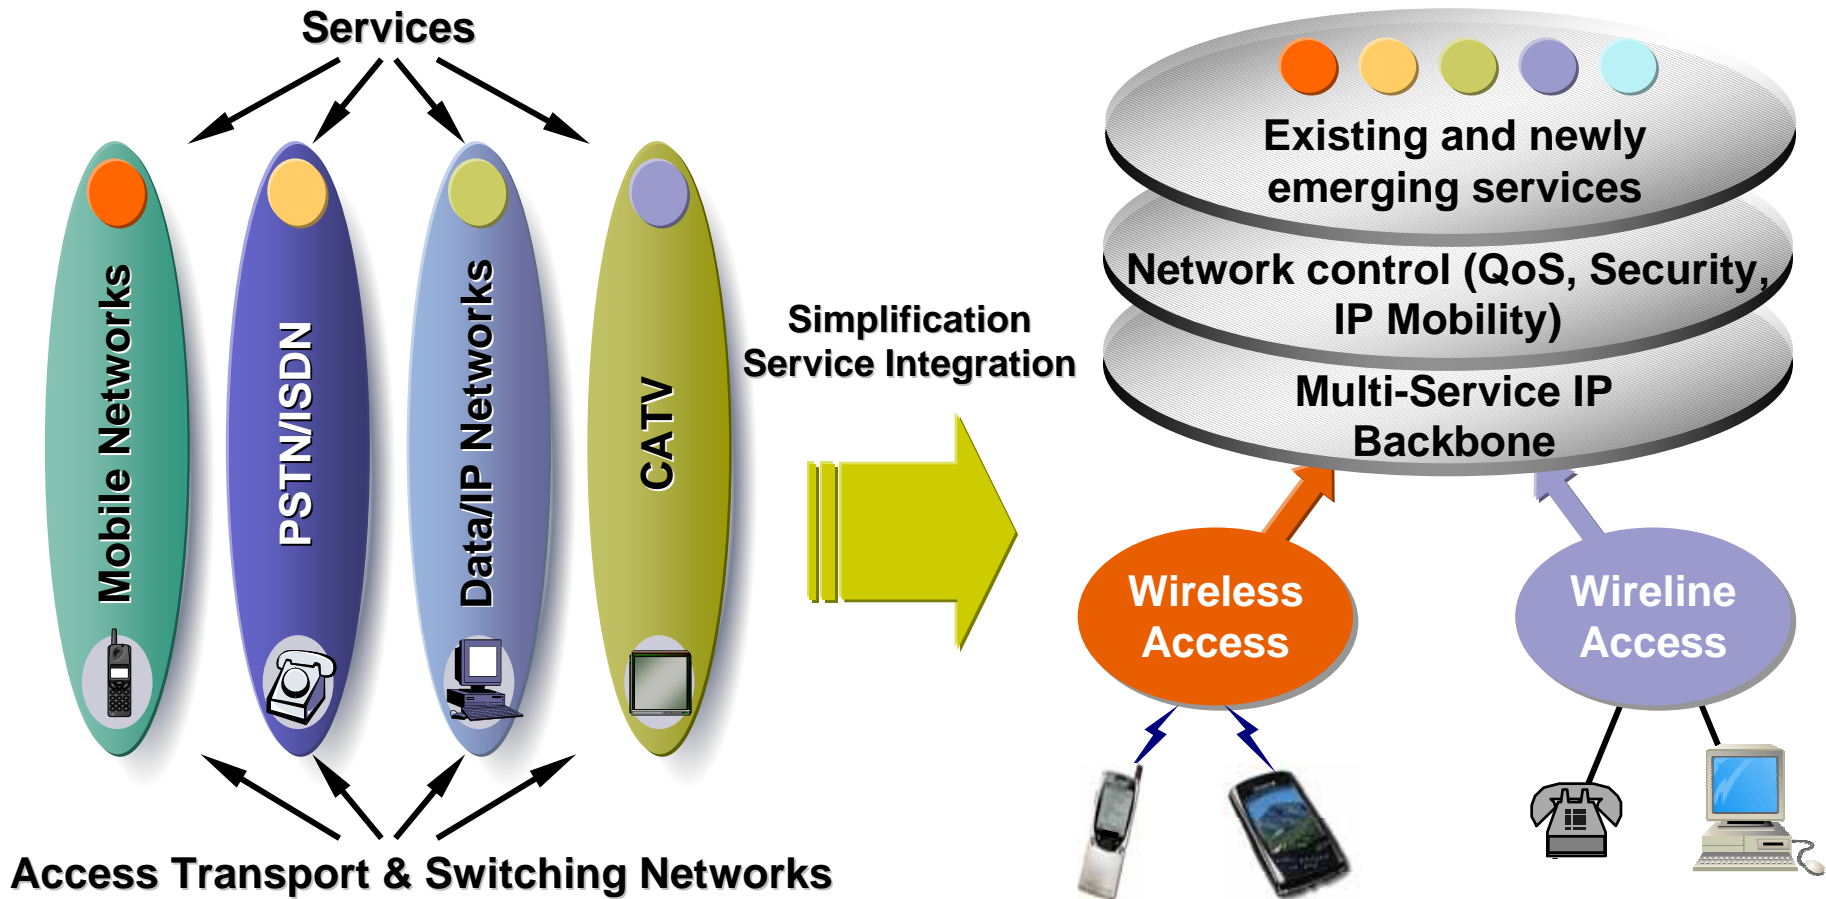 Services
Mobile Networks
PSTN/ISDN
Data/IP Networks
CATV
Access Transport & Switching Networks
Simplification
Service Integration
Existing and newly
emerging services
Network control (QoS, Security,
IP Mobility)
Multi-Service IP
Backbone
Wireless
Access
Wireline
Access